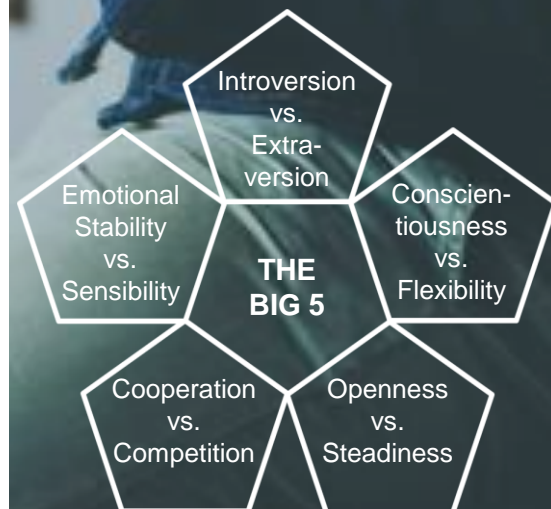 Introversion
vs.
Extra-
version
Emotional
Stability
vs.
Sensibility
Conscien-
tiousness
vs.
Flexibility
THE
BIG 5
Cooperation
vs.
Competition
Openness
vs.
Steadiness